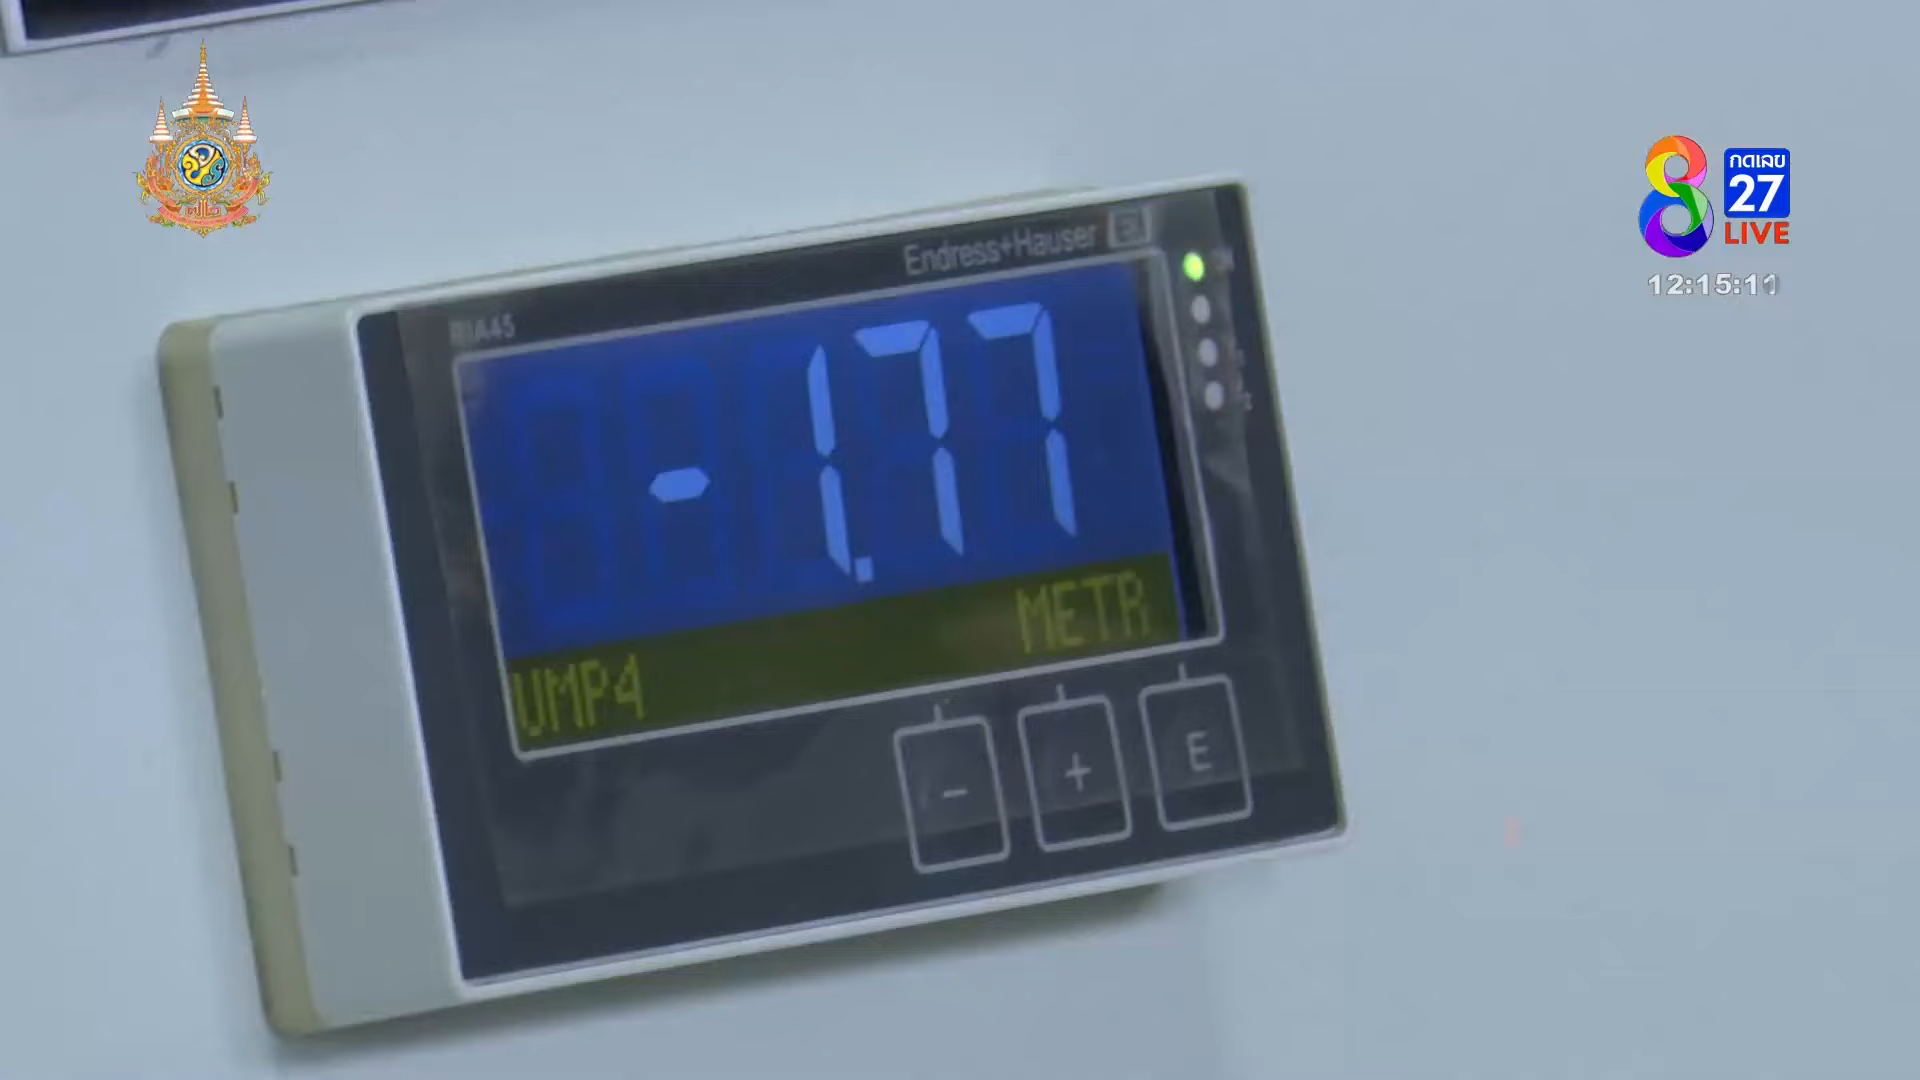 กดเลข
27
LIVE
12:15:11
Endress+Hauser
RIA45
-1.77
METR
UMP4
- + E